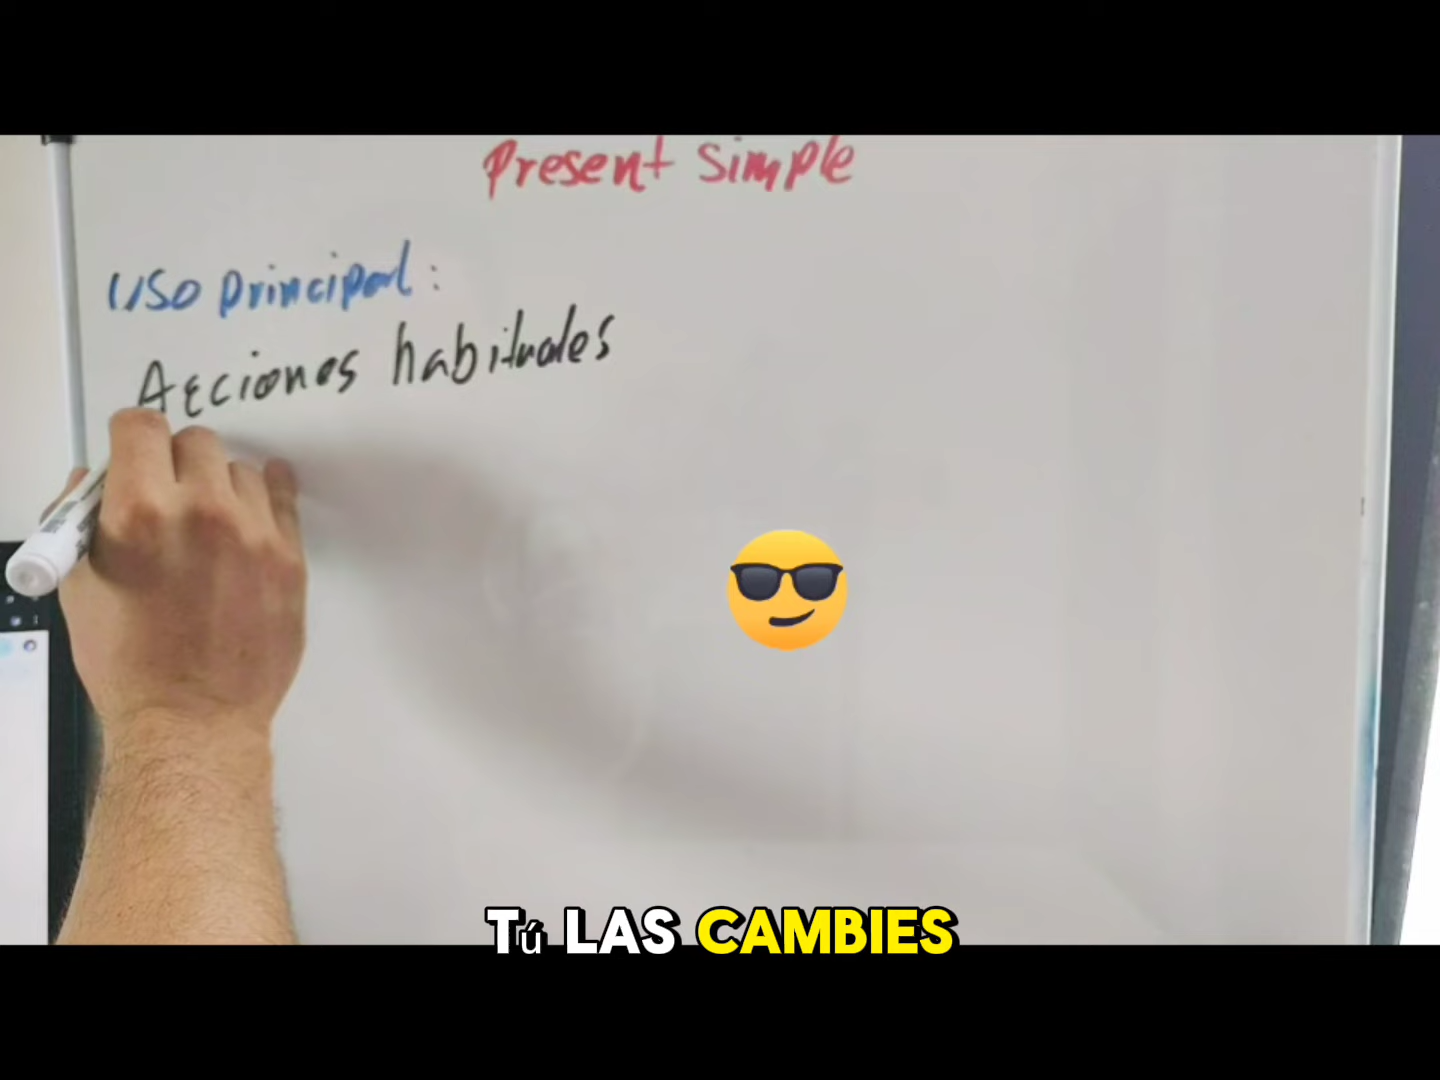 Present Simple
Uso principal:
Acciones habituales
Tú LAS CAMBIES